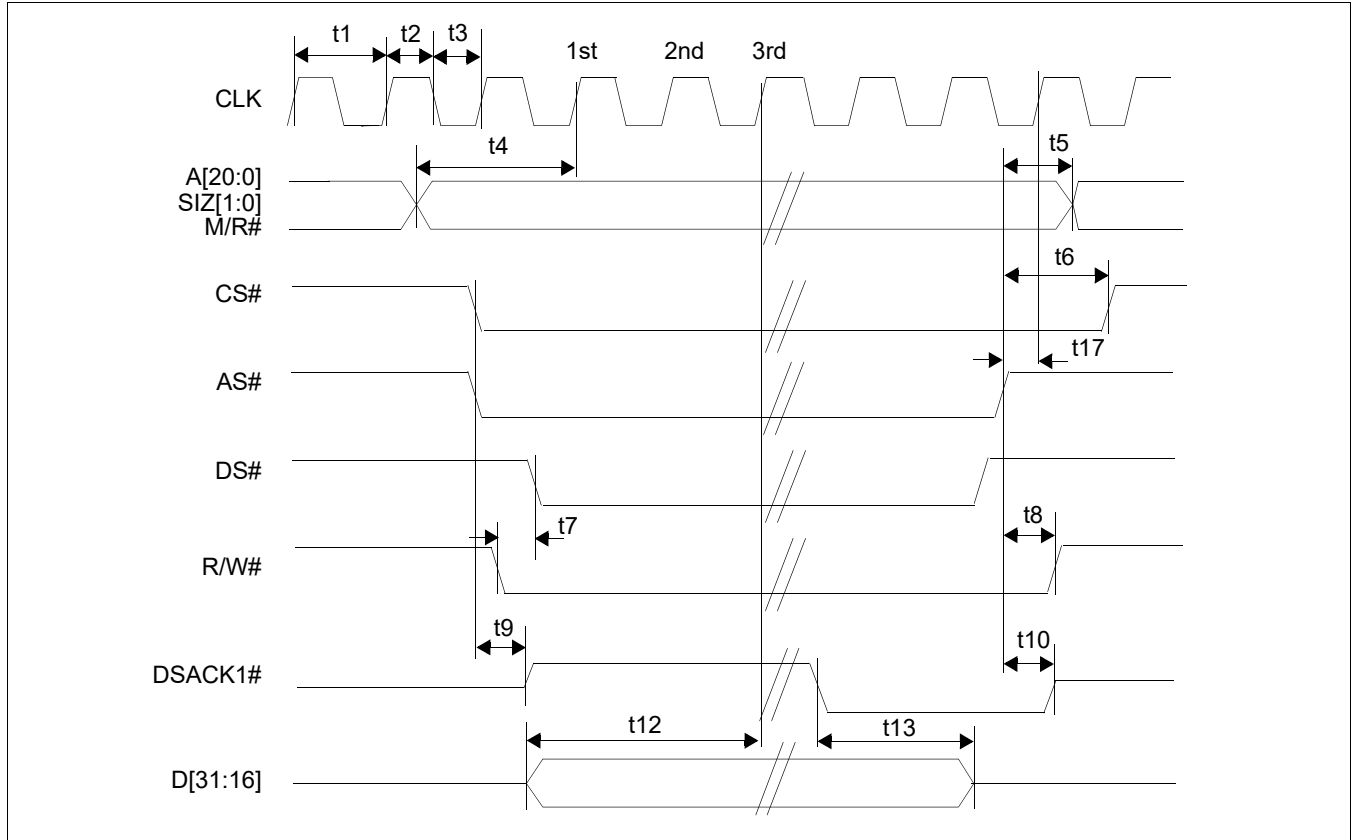 t1 t2 t3
1st 2nd 3rd
CLK
t4 t5
A[20:0]
SIZ[1:0]
M/R#
t6
CS#
t17
AS#
DS#
t7 t8
R/W#
t9 t10
DSACK1#
t12 t13
D[31:16]